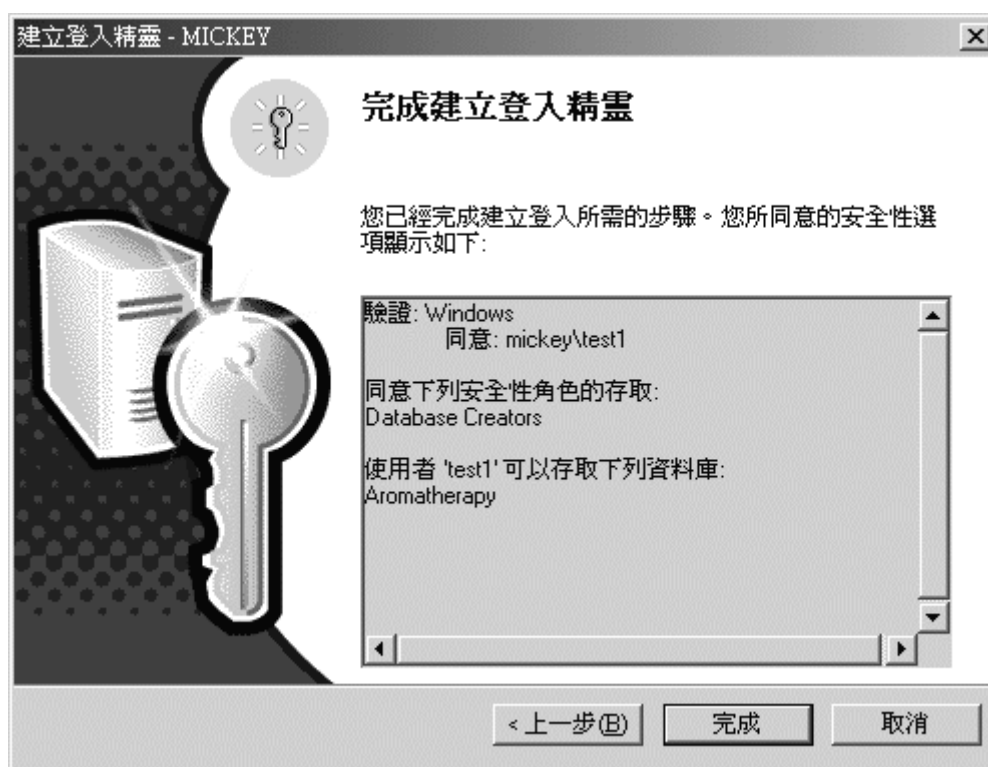 建立登入精靈 - MICKEY
完成建立登入精靈
您已經完成建立登入所需的步驟。您所同意的安全性選
項顯示如下:
驗證: Windows
同意: mickey\test1
同意下列安全性角色的存取:
Database Creators
使用者 'test1' 可以存取下列資料庫:
Aromatherapy
< 上一步(B)
完成
取消